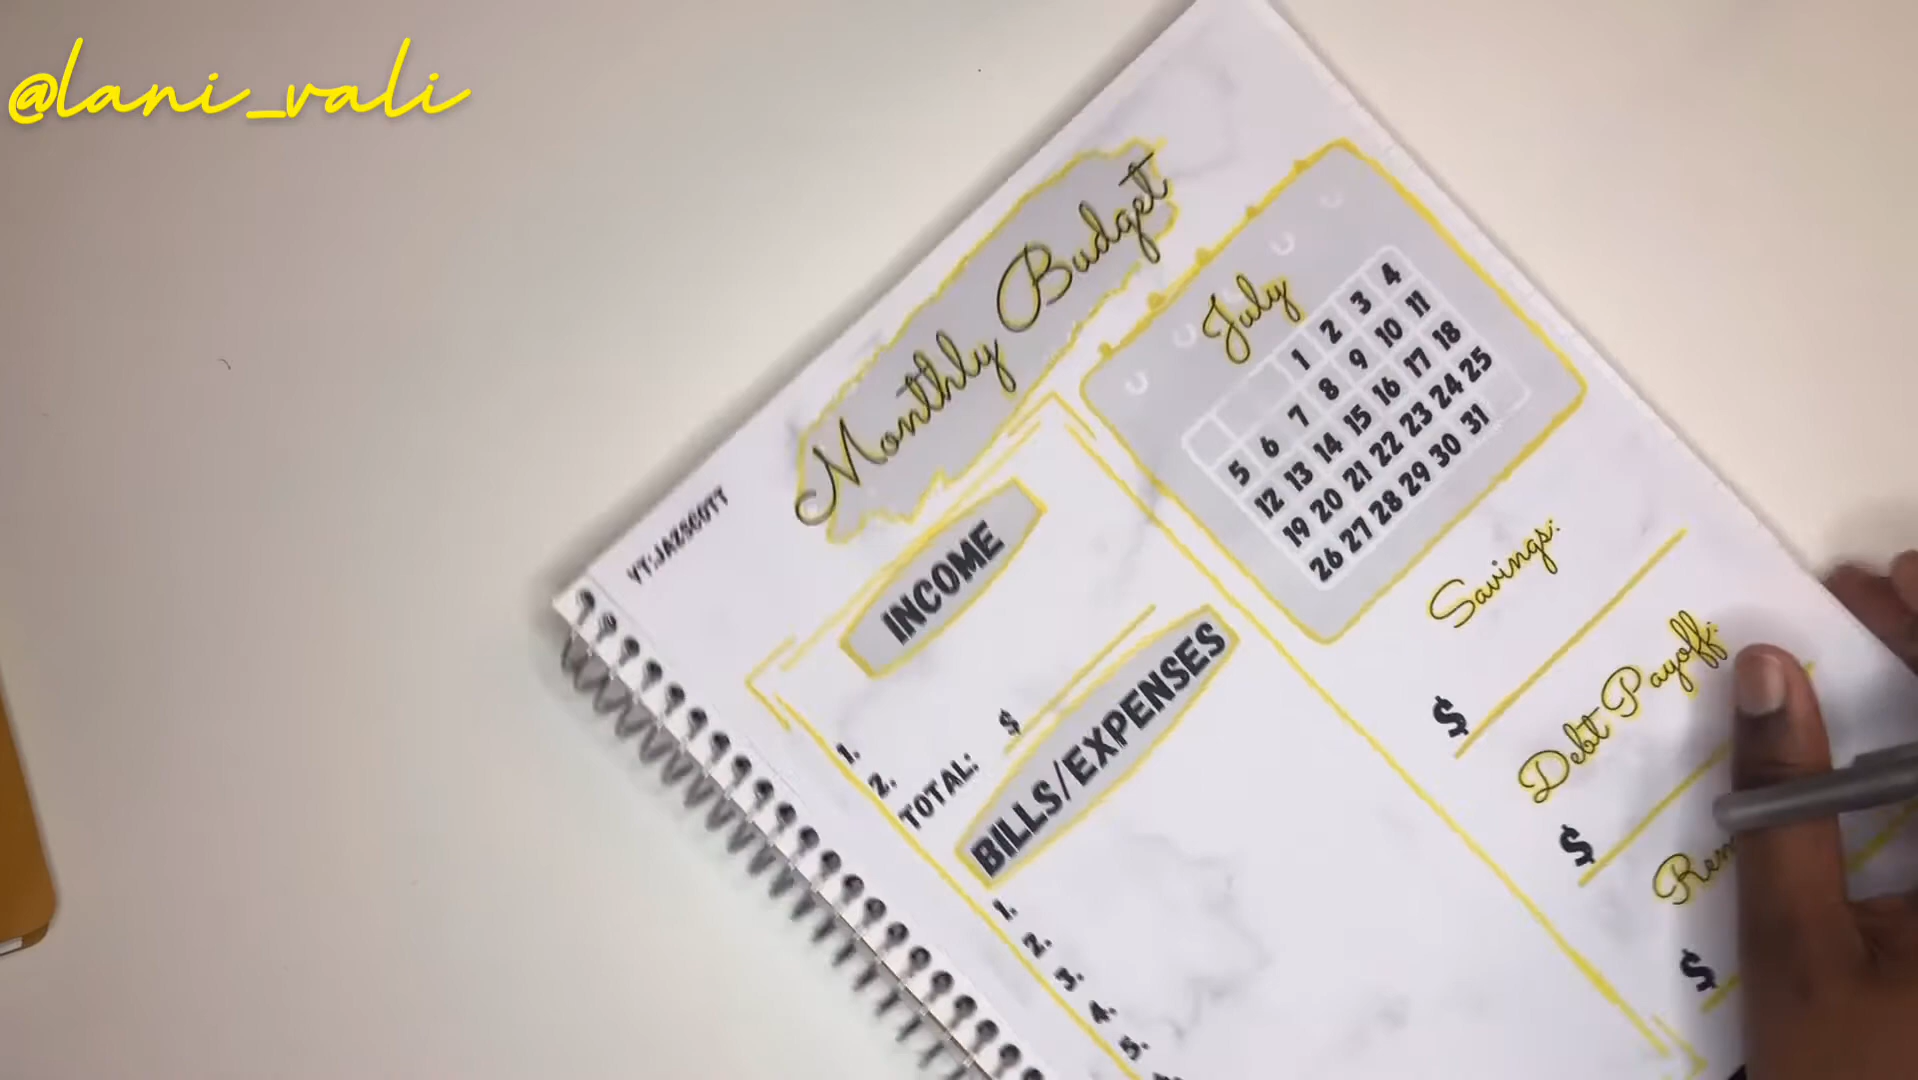 @lani_vali
YT:JAZSCOTT
Monthly Budget
July
1 2 3 4
5 6 7 8 9 10 11
12 13 14 15 16 17 18
19 20 21 22 23 24 25
26 27 28 29 30 31
INCOME
1.
2.
TOTAL: $
BILLS/EXPENSES
1.
2.
3.
4.
5.
Savings:
$
Debt Payoff:
$
$